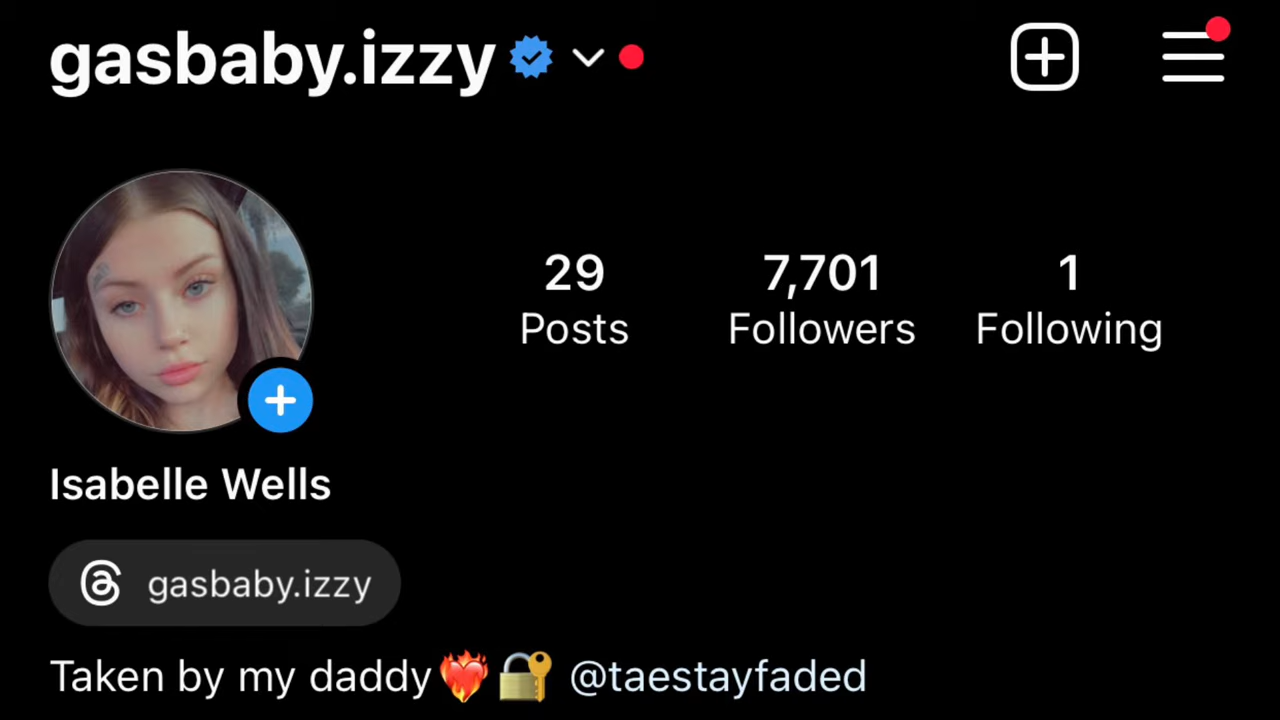 gasbaby.izzy
29 7,701 1
Posts Followers Following
Isabelle Wells
gasbaby.izzy
Taken by my daddy❤️‍🔥🔐 @taestayfaded